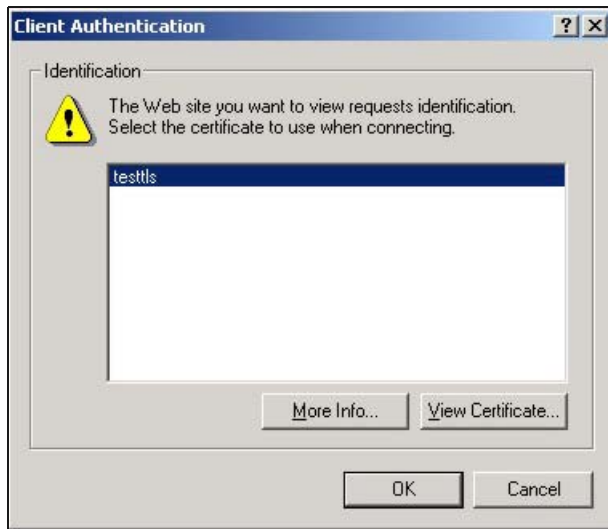 Client Authentication
Identification
The Web site you want to view requests identification.
Select the certificate to use when connecting.
testtls
More Info...
View Certificate...
OK
Cancel